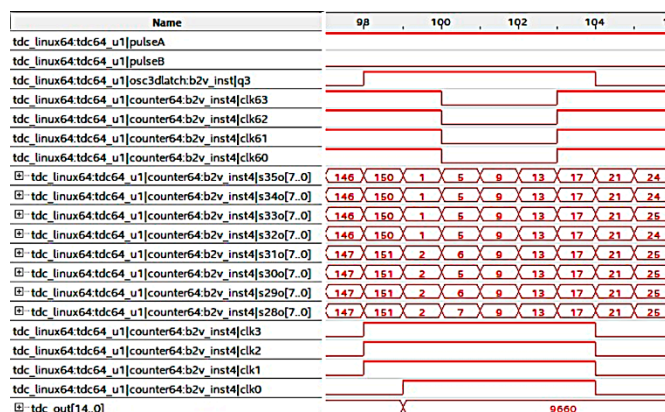 Name 98 100 102 104
tdc_linux64:tdc64_u1|pulseA
tdc_linux64:tdc64_u1|pulseB
tdc_linux64:tdc64_u1|osc3dlatch:b2v_inst|q3
tdc_linux64:tdc64_u1|counter64:b2v_inst4|clk63
tdc_linux64:tdc64_u1|counter64:b2v_inst4|clk62
tdc_linux64:tdc64_u1|counter64:b2v_inst4|clk61
tdc_linux64:tdc64_u1|counter64:b2v_inst4|clk60
tdc_linux64:tdc64_u1|counter64:b2v_inst4|s35o[7..0] 146 150 1 5 9 13 17 21 24
tdc_linux64:tdc64_u1|counter64:b2v_inst4|s34o[7..0] 146 150 1 5 9 13 17 21 25
tdc_linux64:tdc64_u1|counter64:b2v_inst4|s33o[7..0] 146 150 1 5 9 13 17 21 25
tdc_linux64:tdc64_u1|counter64:b2v_inst4|s32o[7..0] 146 150 1 5 9 13 17 21 25
tdc_linux64:tdc64_u1|counter64:b2v_inst4|s31o[7..0] 147 151 2 6 9 13 17 21 25
tdc_linux64:tdc64_u1|counter64:b2v_inst4|s30o[7..0] 147 151 2 5 9 13 17 21 25
tdc_linux64:tdc64_u1|counter64:b2v_inst4|s29o[7..0] 147 151 2 6 9 13 17 21 25
tdc_linux64:tdc64_u1|counter64:b2v_inst4|s28o[7..0] 147 151 2 7 9 13 17 21 25
tdc_linux64:tdc64_u1|counter64:b2v_inst4|clk3
tdc_linux64:tdc64_u1|counter64:b2v_inst4|clk2
tdc_linux64:tdc64_u1|counter64:b2v_inst4|clk1
tdc_linux64:tdc64_u1|counter64:b2v_inst4|clk0
tdc_out[14..0] 9660